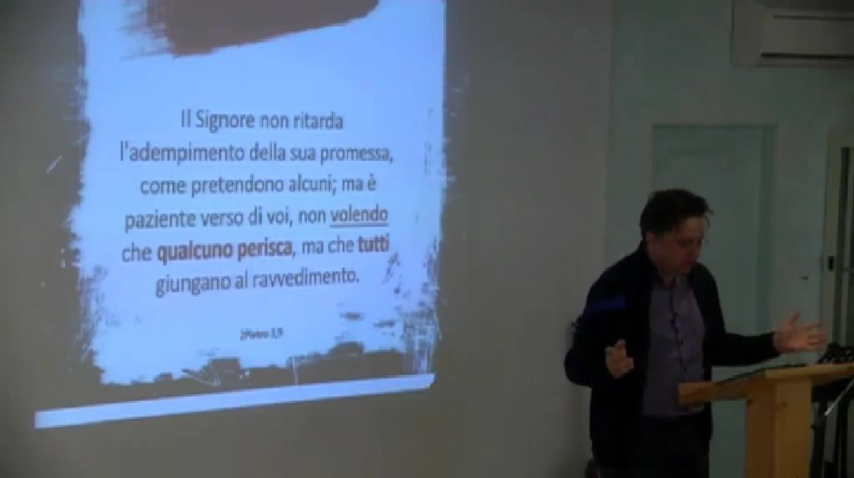 Il Signore non ritarda
l'adempimento della sua promessa,
come pretendono alcuni; ma è
paziente verso di voi, non volendo
che qualcuno perisca, ma che tutti
giungano al ravvedimento.
2Pietro 3,9